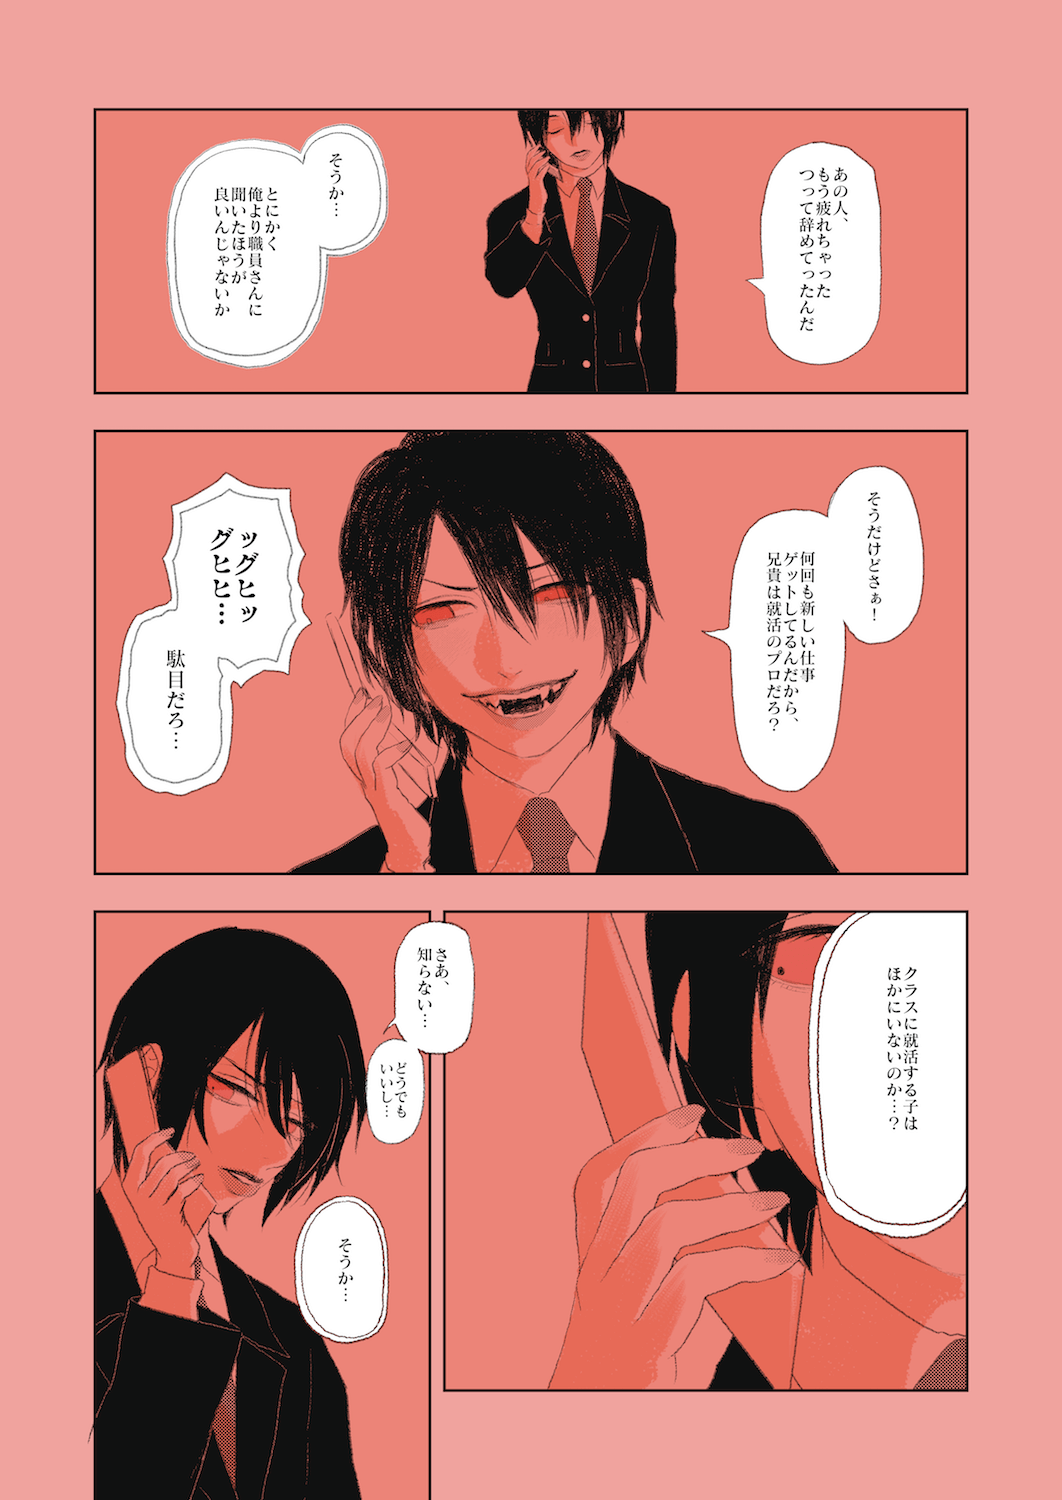 あの人、
もう疲れちゃった
つって辞めてったんだ
そうか…
とにかく
俺より職員さんに
聞いたほうが
良いんじゃないか
そうだけどさぁ！
何回も新しい仕事
ゲットしてるんだから、
兄貴は就活のプロだろ？
ッグヒッ
グヒヒ…
駄目だろ…
クラスに就活する子は
ほかにいないのか…？
さあ、
知らない…
どうでも
いいし…
そうか…